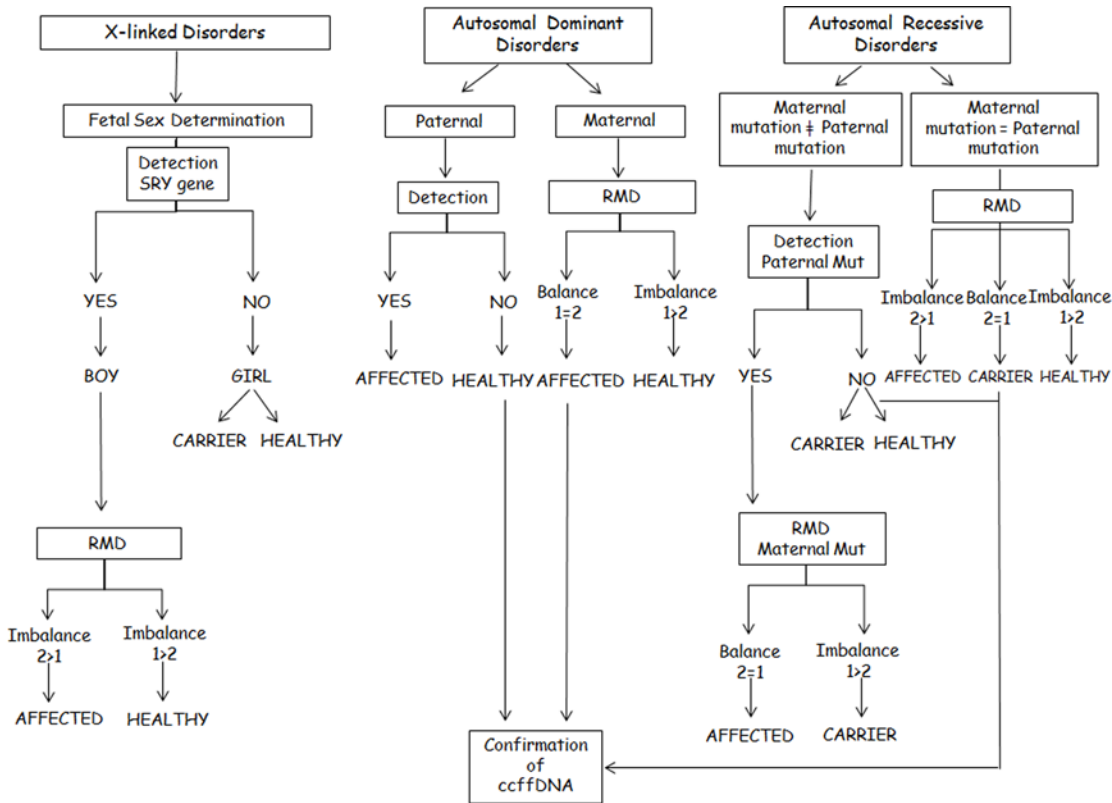 X-linked Disorders
Fetal Sex Determination
Detection
SRY gene
YES
NO
BOY
GIRL
CARRIER
HEALTHY
RMD
Imbalance
2>1
Imbalance
1>2
AFFECTED
HEALTHY
Autosomal Dominant
Disorders
Paternal
Maternal
Detection
RMD
YES
NO
Balance
1=2
Imbalance
1>2
AFFECTED
HEALTHY
AFFECTED
HEALTHY
Autosomal Recessive
Disorders
Maternal
mutation ǂ Paternal
mutation
Maternal
mutation = Paternal
mutation
Detection
Paternal Mut
RMD
Imbalance
2>1
Balance
2=1
Imbalance
1>2
YES
NO
AFFECTED
CARRIER
HEALTHY
CARRIER
HEALTHY
RMD
Maternal Mut
Balance
2=1
Imbalance
1>2
AFFECTED
CARRIER
Confirmation
of
ccffDNA